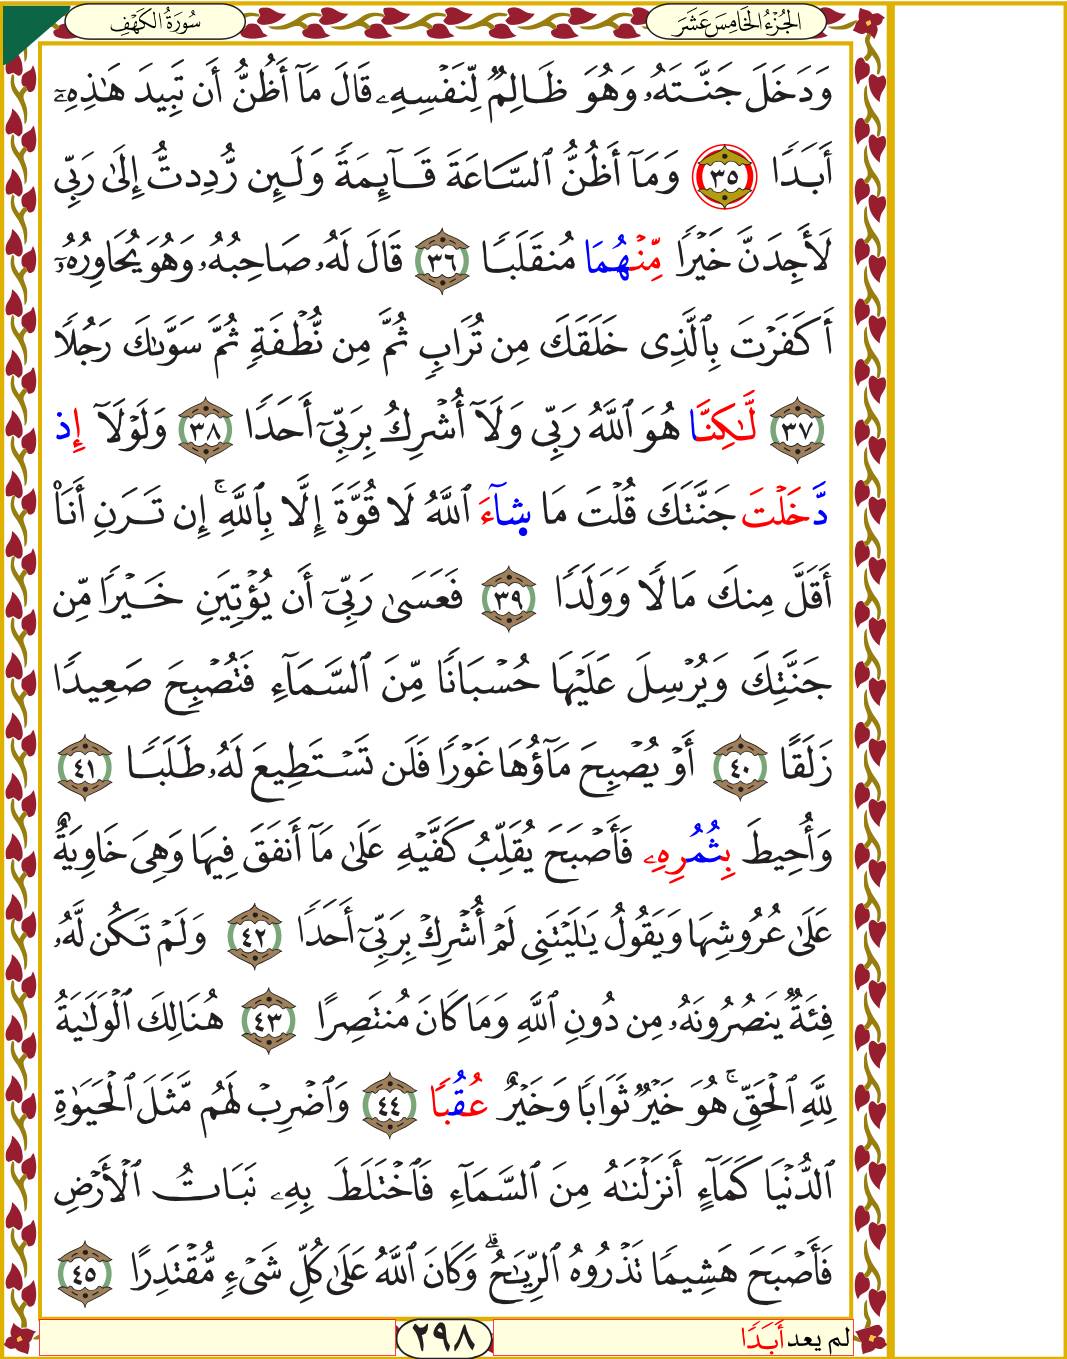 الجُزْءُ الخَامِسَ عَشَرَ
سُورَةُ الكَهْفِ
وَدَخَلَ جَنَّتَهُۥ وَهُوَ ظَالِمٌ لِّنَفْسِهِۦ قَالَ مَآ أَظُنُّ أَن تَبِيدَ هَٰذِهِۦٓ
أَبَدًا ٣٥ وَمَآ أَظُنُّ ٱلسَّاعَةَ قَآئِمَةً وَلَئِن رُّدِدتُّ إِلَىٰ رَبِّى
لَأَجِدَنَّ خَيْرًا مِّنْهُمَا مُنقَلَبًا ٣٦ قَالَ لَهُۥ صَاحِبُهُۥ وَهُوَ يُحَاوِرُهُۥٓ
أَكَفَرْتَ بِٱلَّذِى خَلَقَكَ مِن تُرَابٍ ثُمَّ مِن نُّطْفَةٍ ثُمَّ سَوَّىٰكَ رَجُلًا
٣٧ لَّٰكِنَّا هُوَ ٱللَّهُ رَبِّى وَلَآ أُشْرِكُ بِرَبِّىٓ أَحَدًا ٣٨ وَلَوْلَآ إِذ
دَّخَلْتَ جَنَّتَكَ قُلْتَ مَا شَآءَ ٱللَّهُ لَا قُوَّةَ إِلَّا بِٱللَّهِ ۚ إِن تَرَنِ أَنَا۠
أَقَلَّ مِنكَ مَالًا وَوَلَدًا ٣٩ فَعَسَىٰ رَبِّىٓ أَن يُؤْتِيَنِ خَيْرًا مِّن
جَنَّتِكَ وَيُرْسِلَ عَلَيْهَا حُسْبَانًا مِّنَ ٱلسَّمَآءِ فَتُصْبِحَ صَعِيدًا
زَلَقًا ٤٠ أَوْ يُصْبِحَ مَآؤُهَا غَوْرًا فَلَن تَسْتَطِيعَ لَهُۥ طَلَبًا ٤١
وَأُحِيطَ بِثُمُرِهِۦ فَأَصْبَحَ يُقَلِّبُ كَفَّيْهِ عَلَىٰ مَآ أَنفَقَ فِيهَا وَهِىَ خَاوِيَةٌ
عَلَىٰ عُرُوشِهَا وَيَقُولُ يَٰلَيْتَنِى لَمْ أُشْرِكْ بِرَبِّىٓ أَحَدًا ٤٢ وَلَمْ تَكُن لَّهُۥ
فِئَةٌ يَنصُرُونَهُۥ مِن دُونِ ٱللَّهِ وَمَا كَانَ مُنتَصِرًا ٤٣ هُنَالِكَ ٱلْوَلَٰيَةُ
لِلَّهِ ٱلْحَقِّ ۚ هُوَ خَيْرٌ ثَوَابًا وَخَيْرٌ عُقُبًا ٤٤ وَٱضْرِبْ لَهُم مَّثَلَ ٱلْحَيَوٰةِ
ٱلدُّنْيَا كَمَآءٍ أَنزَلْنَٰهُ مِنَ ٱلسَّمَآءِ فَٱخْتَلَطَ بِهِۦ نَبَاتُ ٱلْأَرْضِ
فَأَصْبَحَ هَشِيمًا تَذْرُوهُ ٱلرِّيَٰحُ ۗ وَكَانَ ٱللَّهُ عَلَىٰ كُلِّ شَىْءٍ مُّقْتَدِرًا ٤٥
لم يعد أَبَدًا
٢٩٨